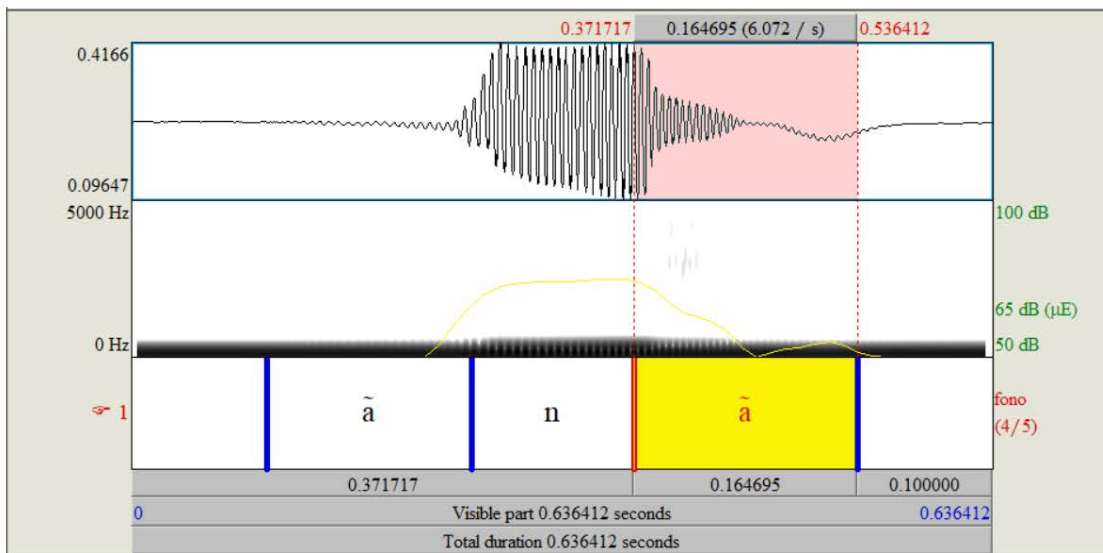 0.371717 0.164695 (6.072 / s) 0.536412
0.4166
0.09647
5000 Hz 100 dB
65 dB (µE)
0 Hz 50 dB
☞ 1 ã n ã fono
(4/5)
0.371717 0.164695 0.100000
0 Visible part 0.636412 seconds 0.636412
Total duration 0.636412 seconds